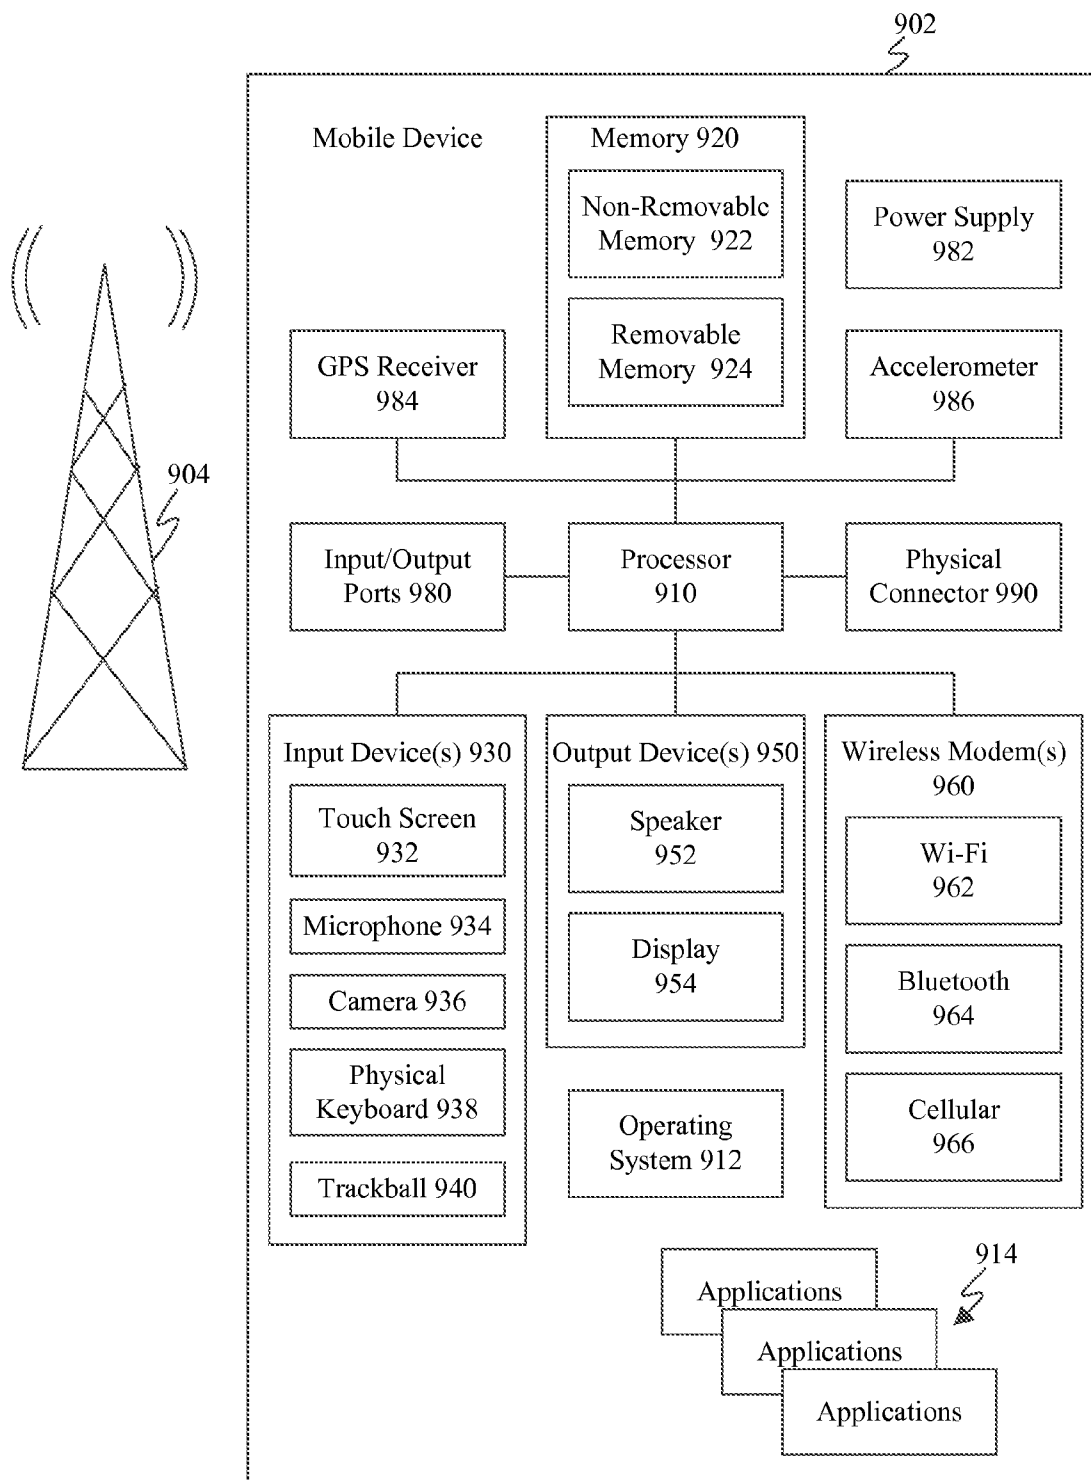 902
Mobile Device
Memory 920
Non-Removable
Memory 922
Removable
Memory 924
Power Supply
982
GPS Receiver
984
Accelerometer
986
904
Input/Output
Ports 980
Processor
910
Physical
Connector 990
Input Device(s) 930
Touch Screen
932
Microphone 934
Camera 936
Physical
Keyboard 938
Trackball 940
Output Device(s) 950
Speaker
952
Display
954
Wireless Modem(s)
960
Wi-Fi
962
Bluetooth
964
Cellular
966
Operating
System 912
914
Applications
Applications
Applications